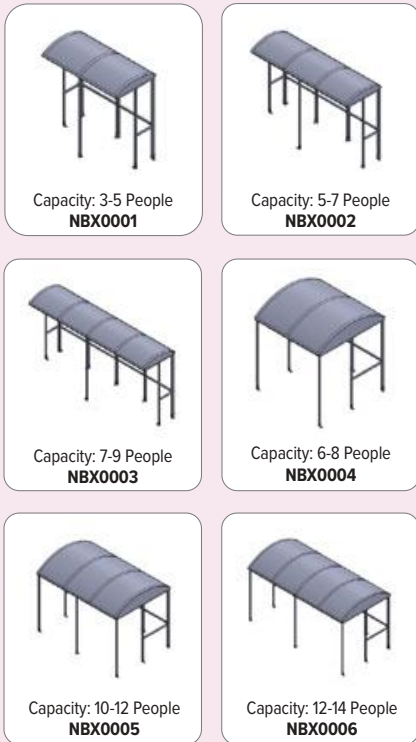 Capacity: 3-5 People
NBX0001
Capacity: 5-7 People
NBX0002
Capacity: 7-9 People
NBX0003
Capacity: 6-8 People
NBX0004
Capacity: 10-12 People
NBX0005
Capacity: 12-14 People
NBX0006